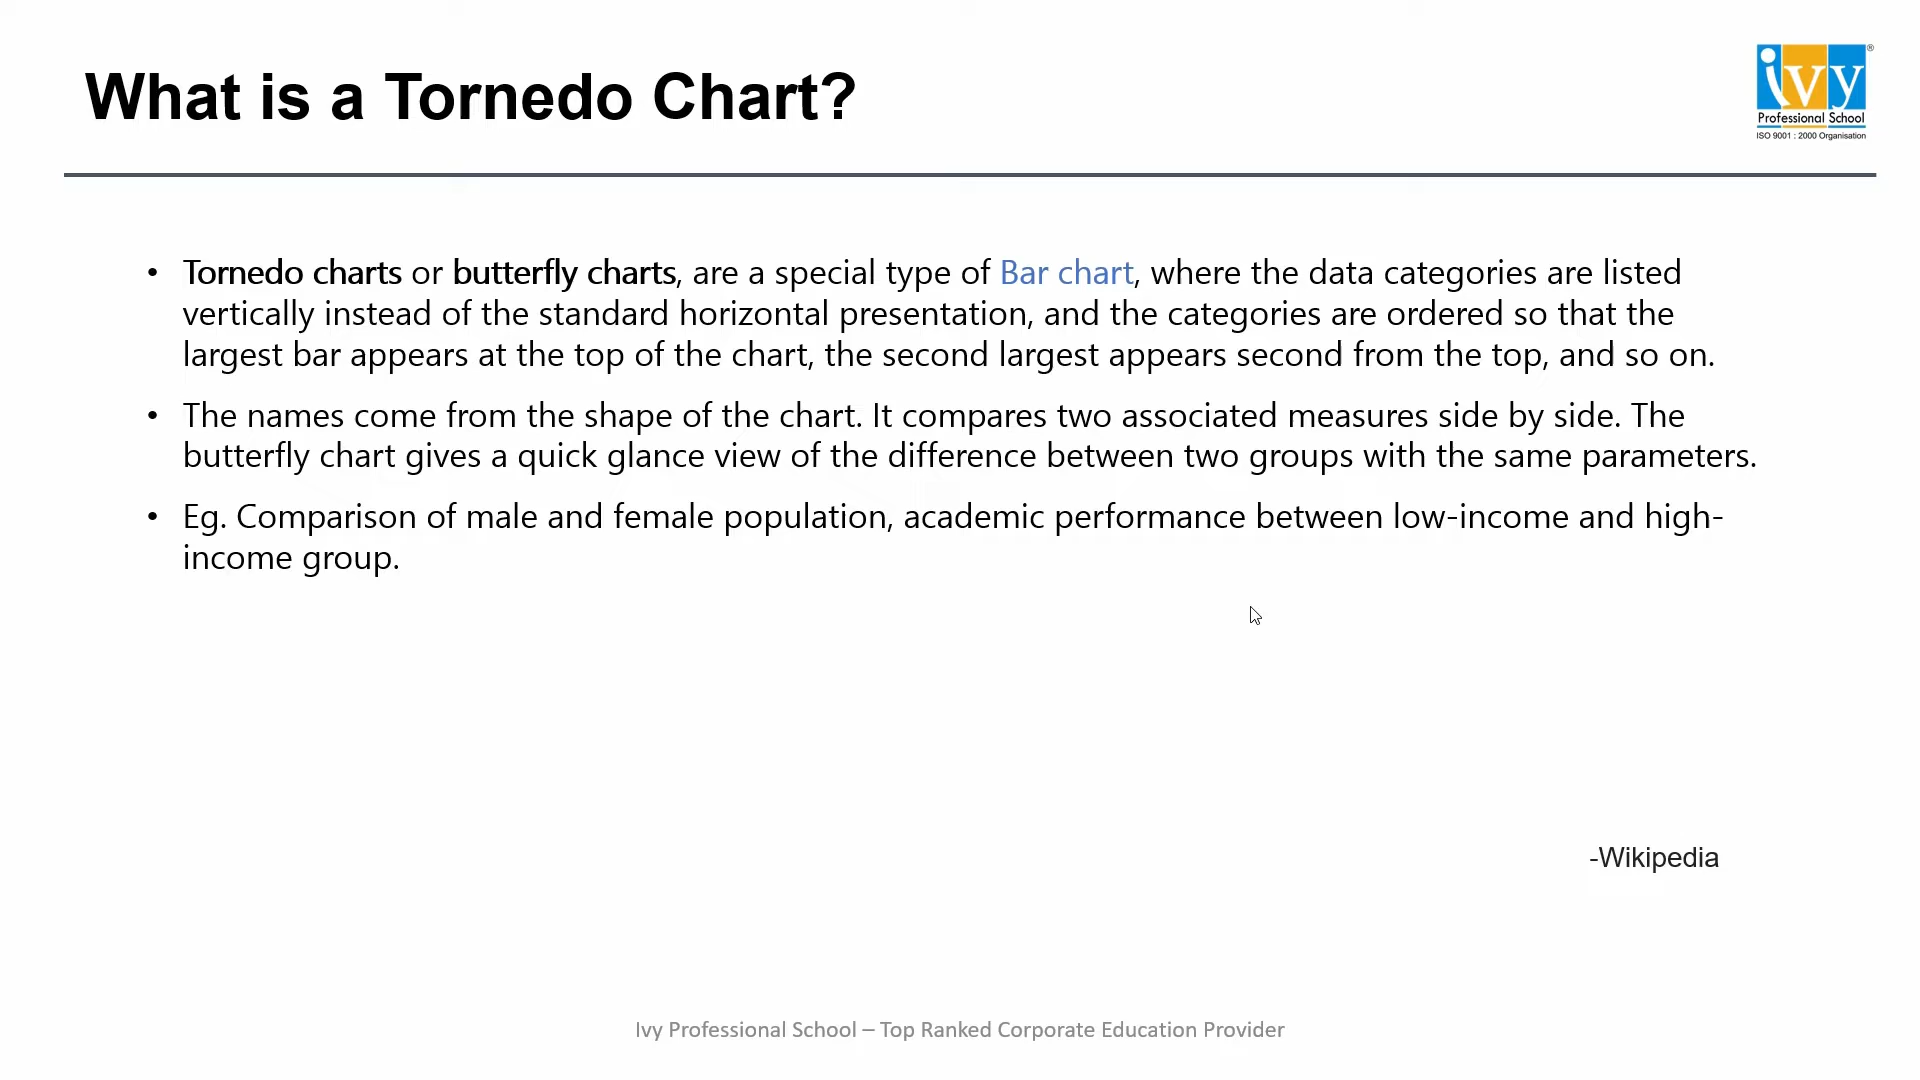 What is a Tornedo Chart?
ivy®
Professional School
ISO 9001 : 2000 Organisation
• Tornedo charts or butterfly charts, are a special type of Bar chart, where the data categories are listed
vertically instead of the standard horizontal presentation, and the categories are ordered so that the
largest bar appears at the top of the chart, the second largest appears second from the top, and so on.
• The names come from the shape of the chart. It compares two associated measures side by side. The
butterfly chart gives a quick glance view of the difference between two groups with the same parameters.
• Eg. Comparison of male and female population, academic performance between low-income and high-
income group.
-Wikipedia
Ivy Professional School – Top Ranked Corporate Education Provider